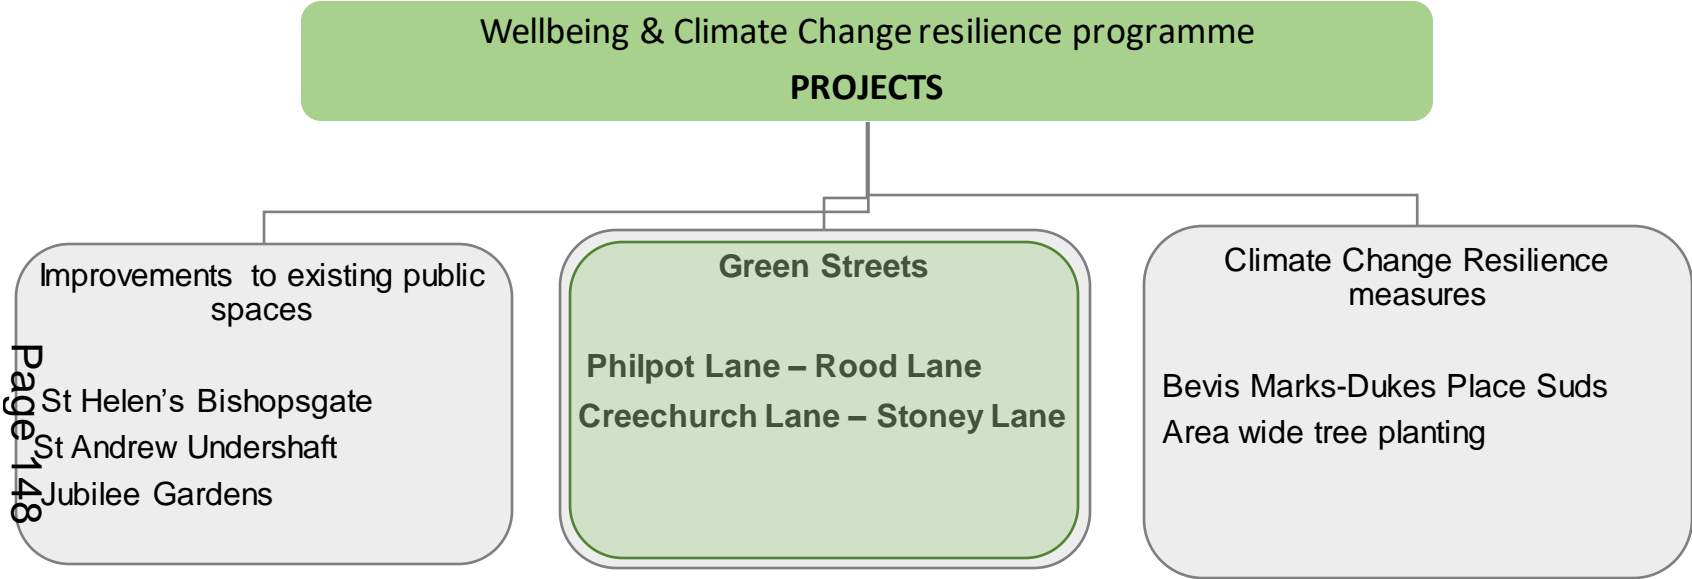 Wellbeing & Climate Change resilience programme
PROJECTS
Improvements to existing public
spaces
St Helen's Bishopsgate
St Andrew Undershaft
Jubilee Gardens
Green Streets
Philpot Lane – Rood Lane
Creechurch Lane – Stoney Lane
Climate Change Resilience
measures
Bevis Marks-Dukes Place Suds
Area wide tree planting
Page 148